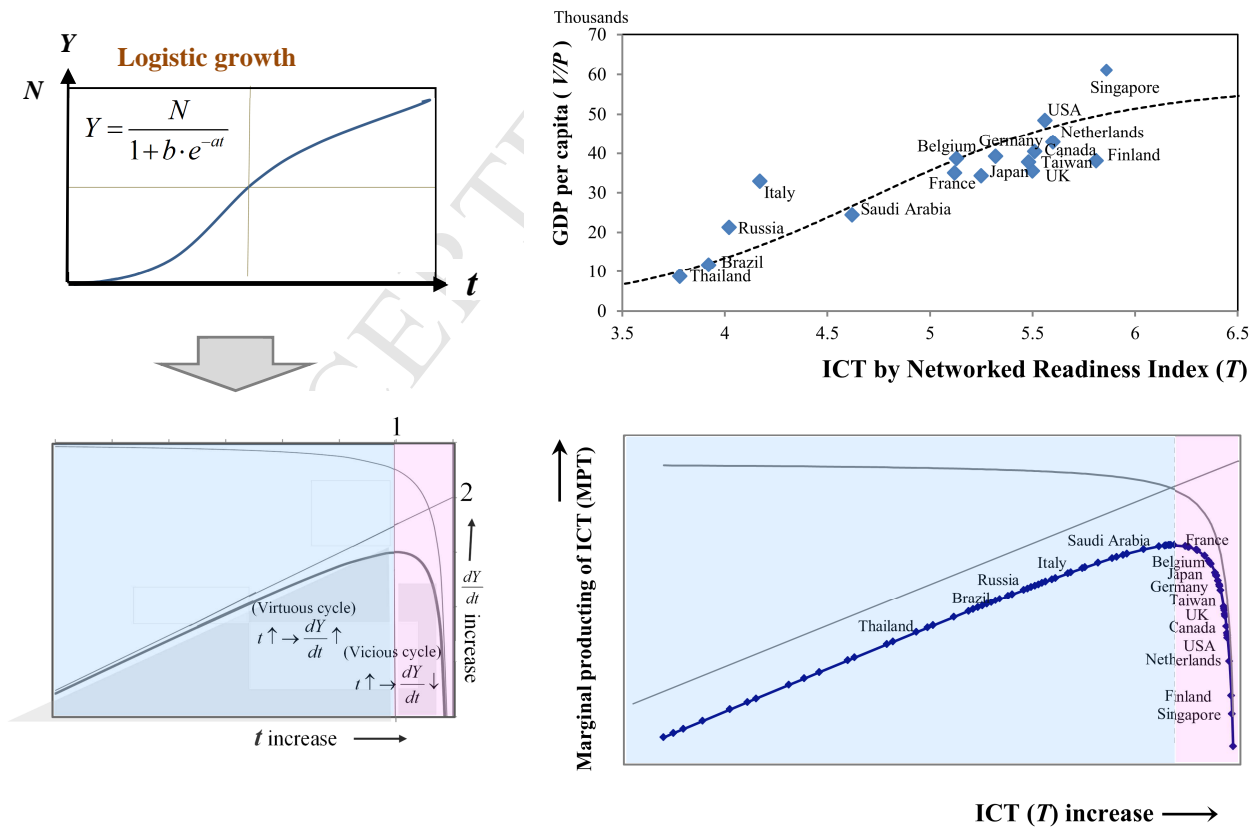 Y
Logistic growth
N
Y = N / 1 + b · e^{−at}
t
Thousands
GDP per capita ( V/P )
70
60
50
40
30
20
10
0
3.5 4 4.5 5 5.5 6 6.5
Singapore
USA
Netherlands
Belgium Germany
Canada
Finland
Taiwan
France Japan UK
Italy
Saudi Arabia
Russia
Brazil
Thailand
ICT by Networked Readiness Index (T)
1
2
dY/dt increase
(Virtuous cycle)
t ↑ → dY/dt ↑
(Vicious cycle)
t ↑ → dY/dt ↓
t increase
Marginal producting of ICT (MPT)
Saudi Arabia France
Italy Belgium
Japan
Russia Germany
Brazil Taiwan
UK
Thailand Canada
USA
Netherlands
Finland
Singapore
ICT (T) increase
CEPTE